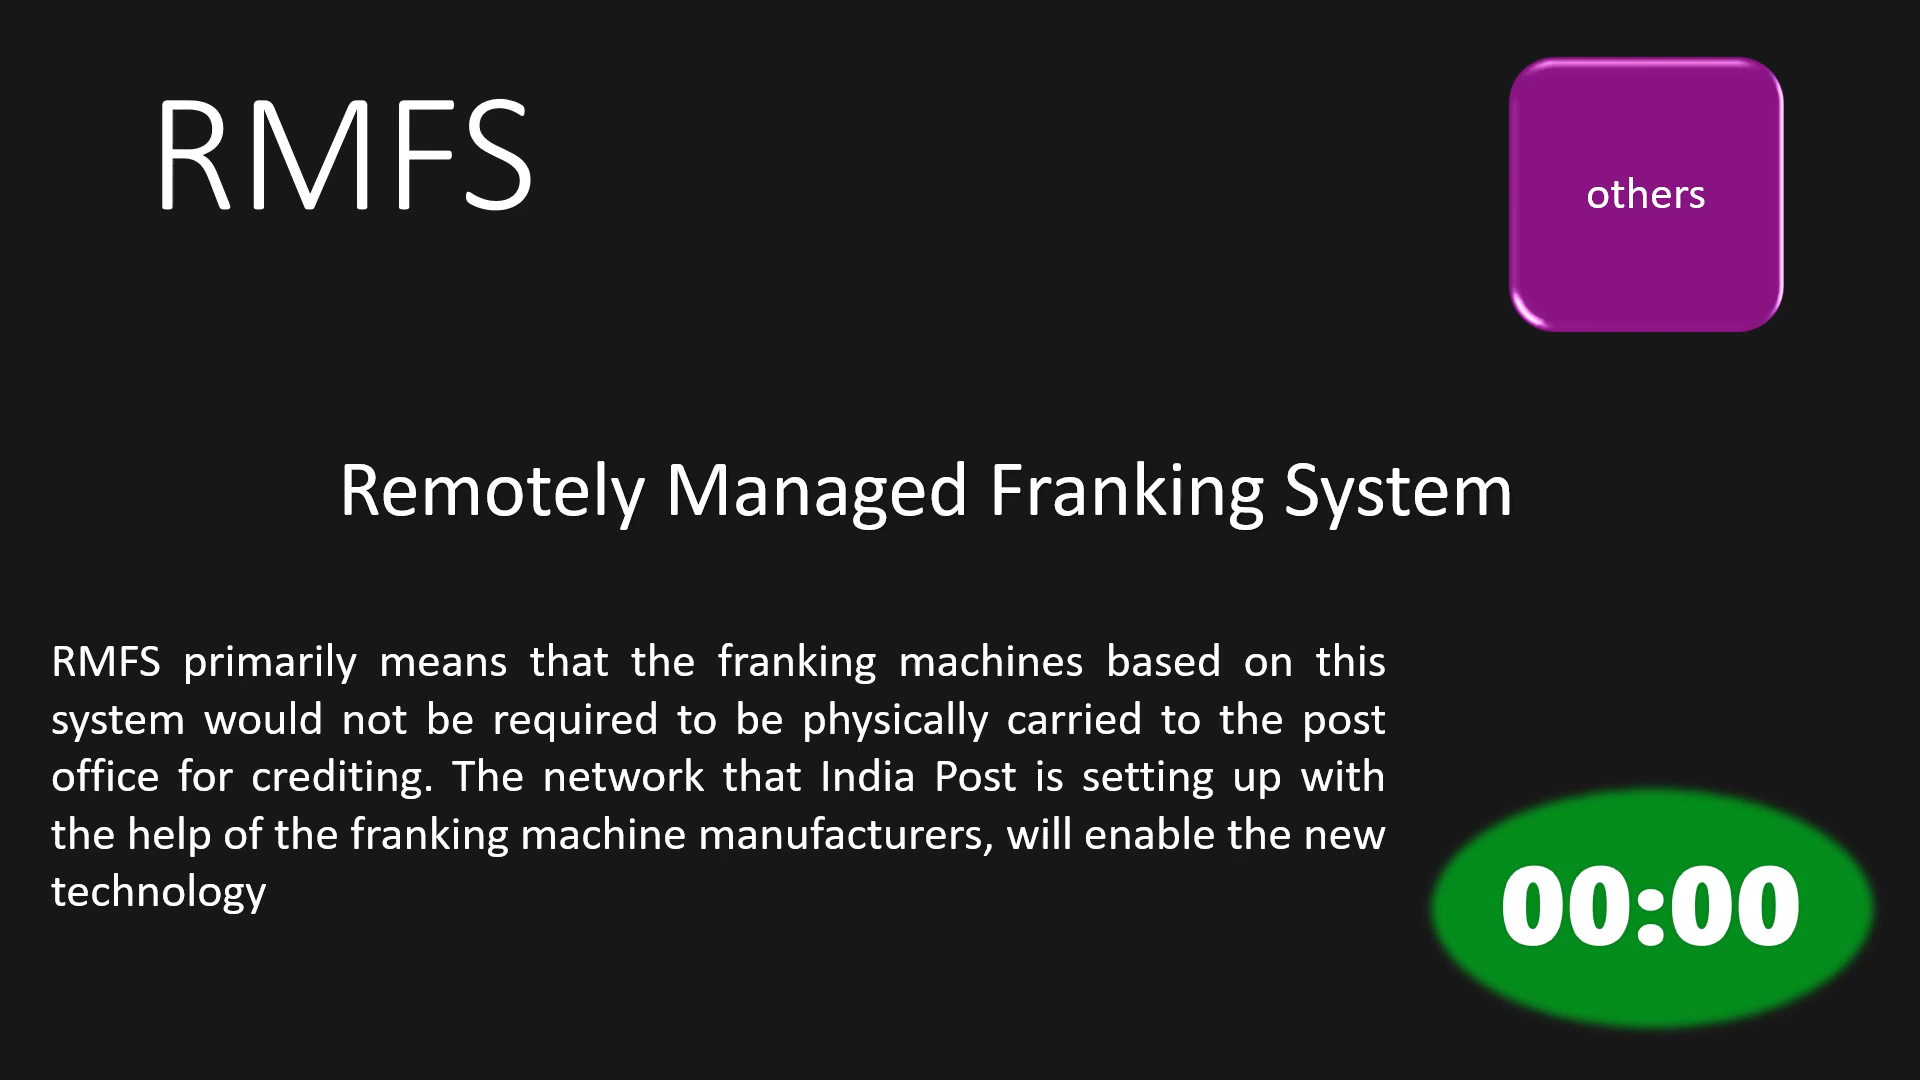 RMFS
others
Remotely Managed Franking System
RMFS primarily means that the franking machines based on this
system would not be required to be physically carried to the post
office for crediting. The network that India Post is setting up with
the help of the franking machine manufacturers, will enable the new
technology
00:00